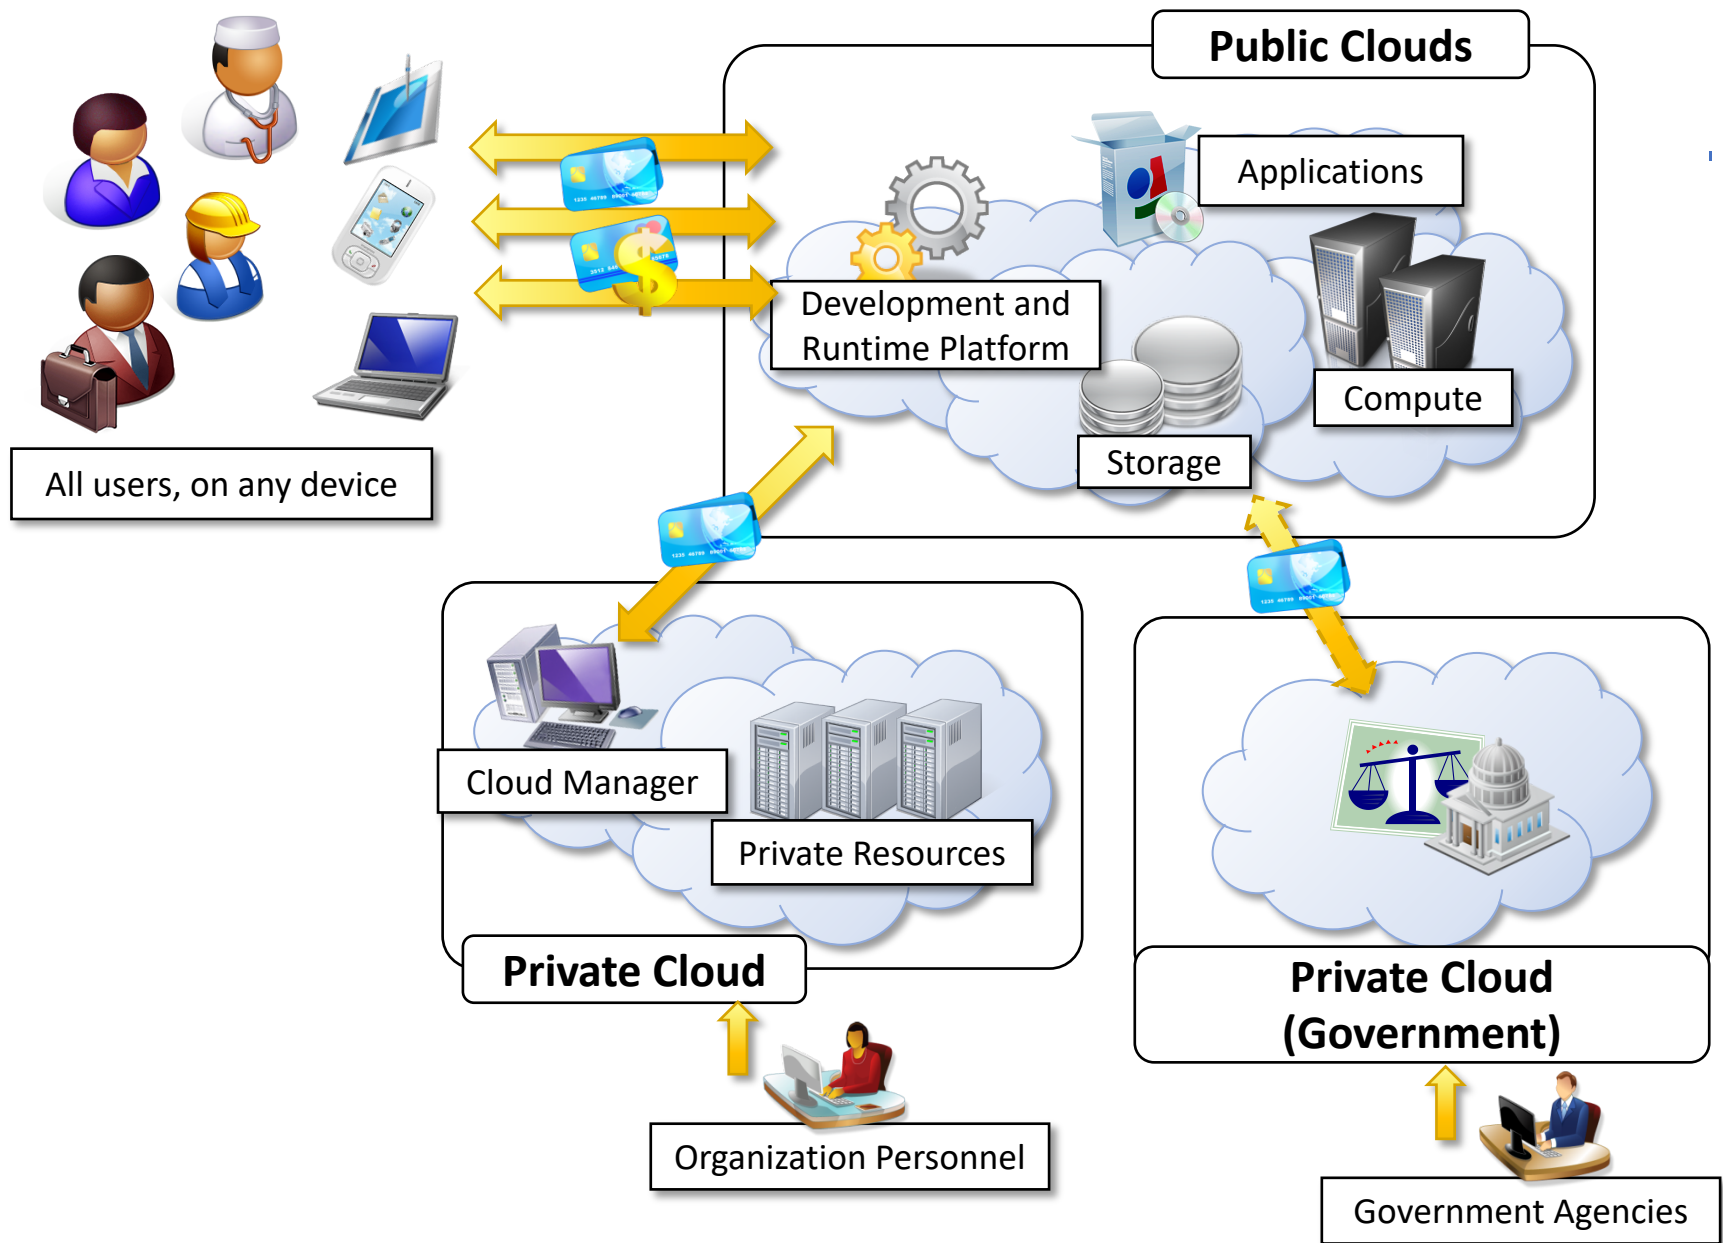 Public Clouds
Applications
Development and
Runtime Platform
Compute
Storage
All users, on any device
Cloud Manager
Private Resources
Private Cloud
Private Cloud
(Government)
Organization Personnel
Government Agencies